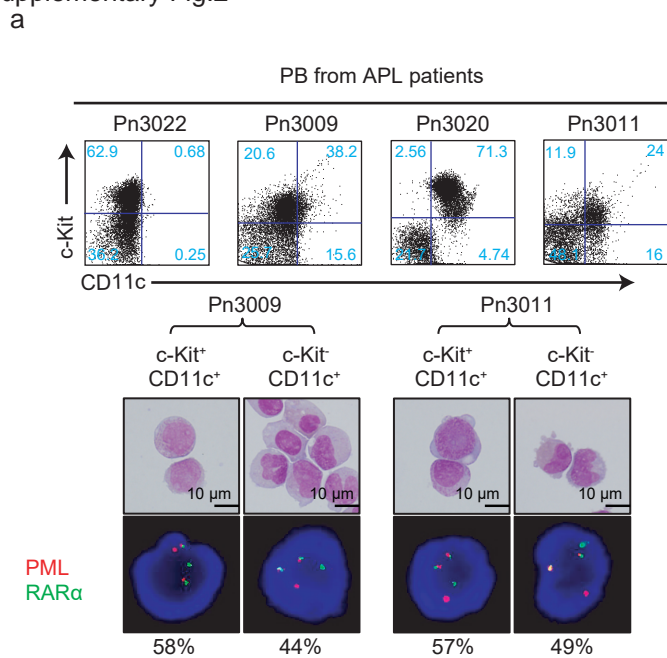 a
PB from APL patients
Pn3022 Pn3009 Pn3020 Pn3011
62.9 0.68 20.6 38.2 2.56 71.3 11.9 24
c-Kit
0.25 15.6 4.74 16
CD11c
Pn3009 Pn3011
c-Kit⁺ c-Kit⁻ c-Kit⁺ c-Kit⁻
CD11c⁺ CD11c⁺ CD11c⁺ CD11c⁺
10 μm 10 μm 10 μm 10 μm
PML
RARα
58% 44% 57% 49%